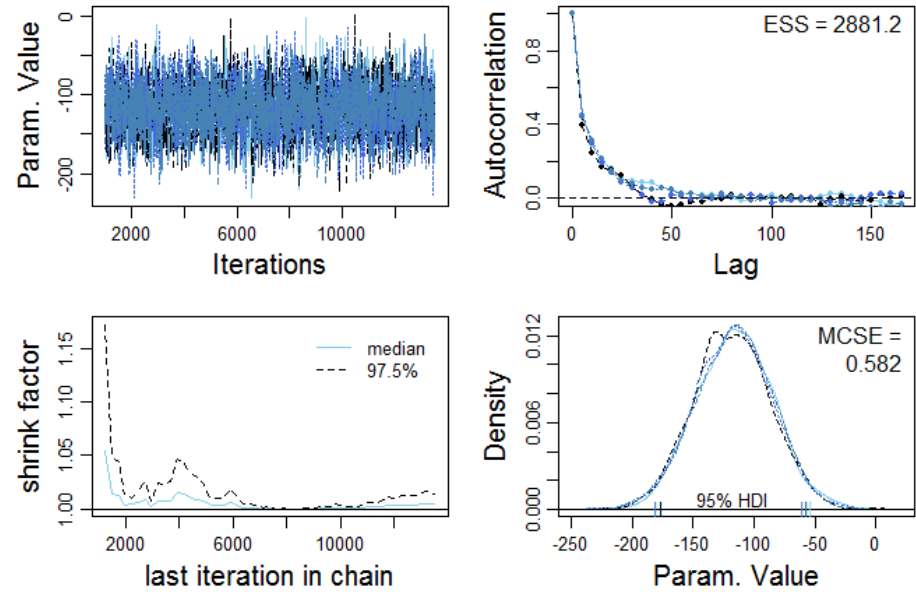 Param. Value
0
-100
-200
2000
6000
10000
Iterations
Autocorrelation
0.8
0.4
0.0
ESS = 2881.2
0
50
100
150
Lag
shrink factor
1.15
1.10
1.05
1.00
median
97.5%
2000
6000
10000
last iteration in chain
Density
0.012
0.006
0.000
MCSE =
0.582
95% HDI
-250
-150
-50
0
Param. Value